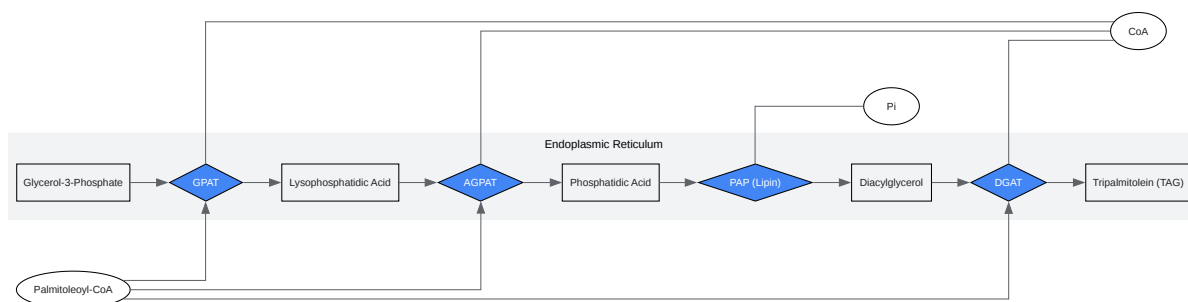 CoA
Pi
Endoplasmic Reticulum
Glycerol-3-Phosphate
GPAT
Lysophosphatidic Acid
AGPAT
Phosphatidic Acid
PAP (Lipin)
Diacylglycerol
DGAT
Tripalmitolein (TAG)
Palmitoleoyl-CoA